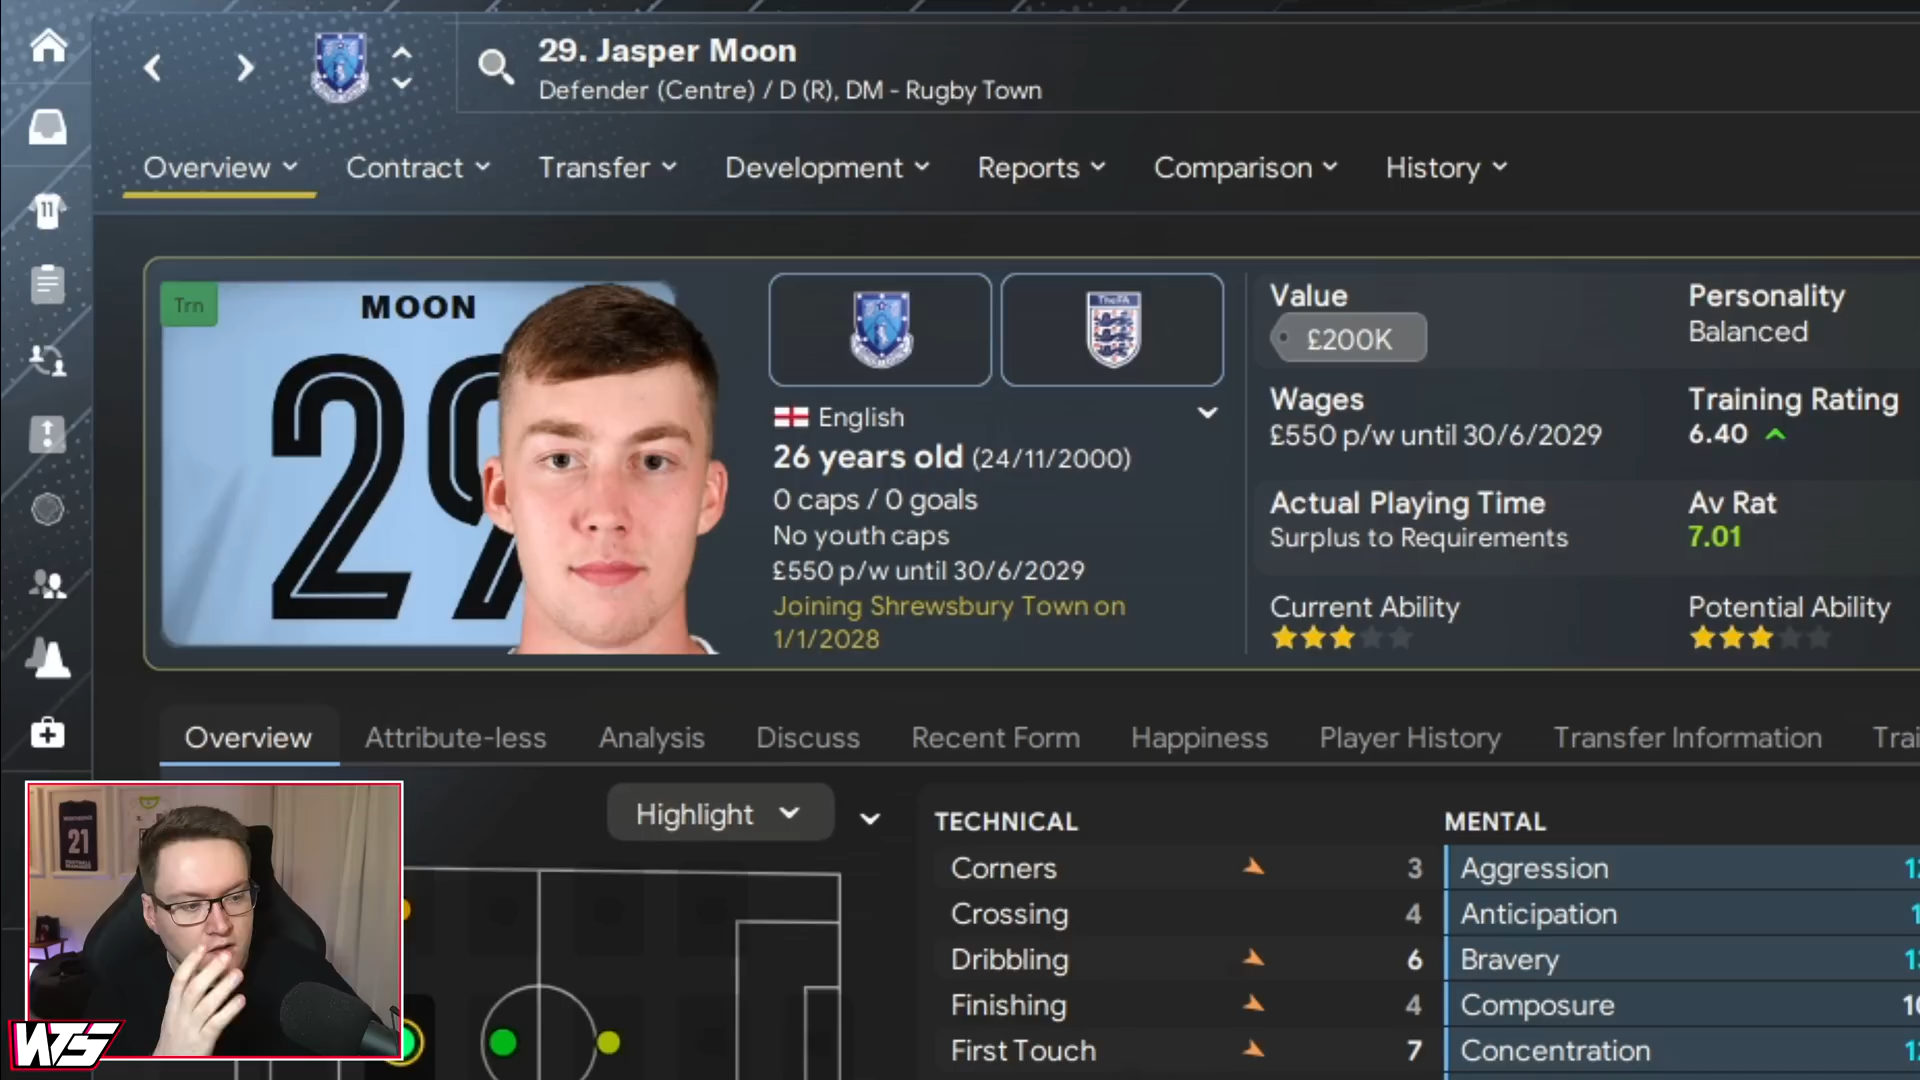 29. Jasper Moon
Defender (Centre) / D (R), DM - Rugby Town
Overview
Contract
Transfer
Development
Reports
Comparison
History
11
Trn
MOON
29
The FA
English
26 years old (24/11/2000)
0 caps / 0 goals
No youth caps
£550 p/w until 30/6/2029
Joining Shrewsbury Town on
1/1/2028
Value
£200K
Personality
Balanced
Wages
£550 p/w until 30/6/2029
Training Rating
6.40
Actual Playing Time
Surplus to Requirements
Av Rat
7.01
Current Ability
Potential Ability
Overview
Attribute-less
Analysis
Discuss
Recent Form
Happiness
Player History
Transfer Information
Trai
Highlight
TECHNICAL
Corners 3
Crossing 4
Dribbling 6
Finishing 4
First Touch 7
MENTAL
Aggression
Anticipation
Bravery
Composure
Concentration
21
WTS